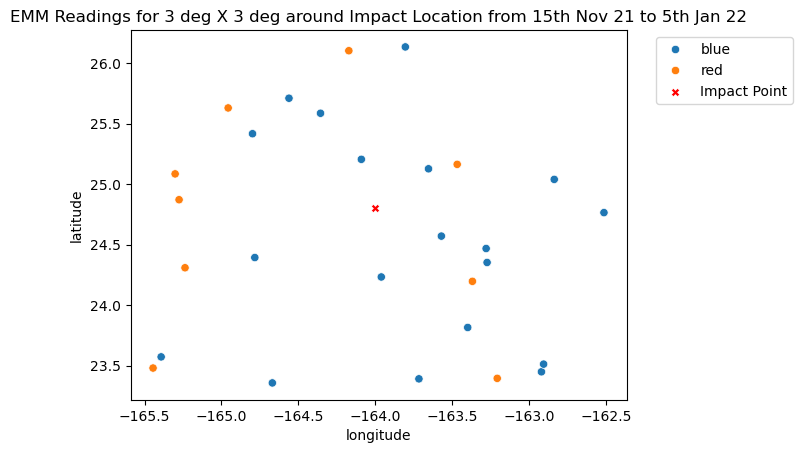 EMM Readings for 3 deg X 3 deg around Impact Location from 15th Nov 21 to 5th Jan 22
blue
red
Impact Point
26.0
25.5
25.0
24.5
24.0
23.5
latitude
−165.5 −165.0 −164.5 −164.0 −163.5 −163.0 −162.5
longitude